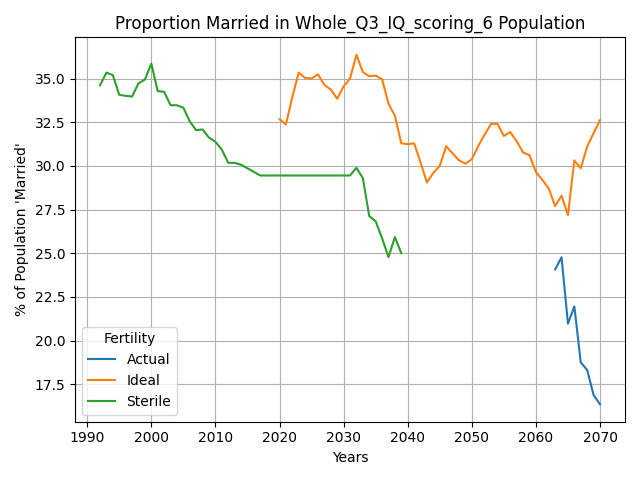 Proportion Married in Whole_Q3_IQ_scoring_6 Population
% of Population 'Married'
35.0
32.5
30.0
27.5
25.0
22.5
20.0
17.5
Fertility
Actual
Ideal
Sterile
1990 2000 2010 2020 2030 2040 2050 2060 2070
Years